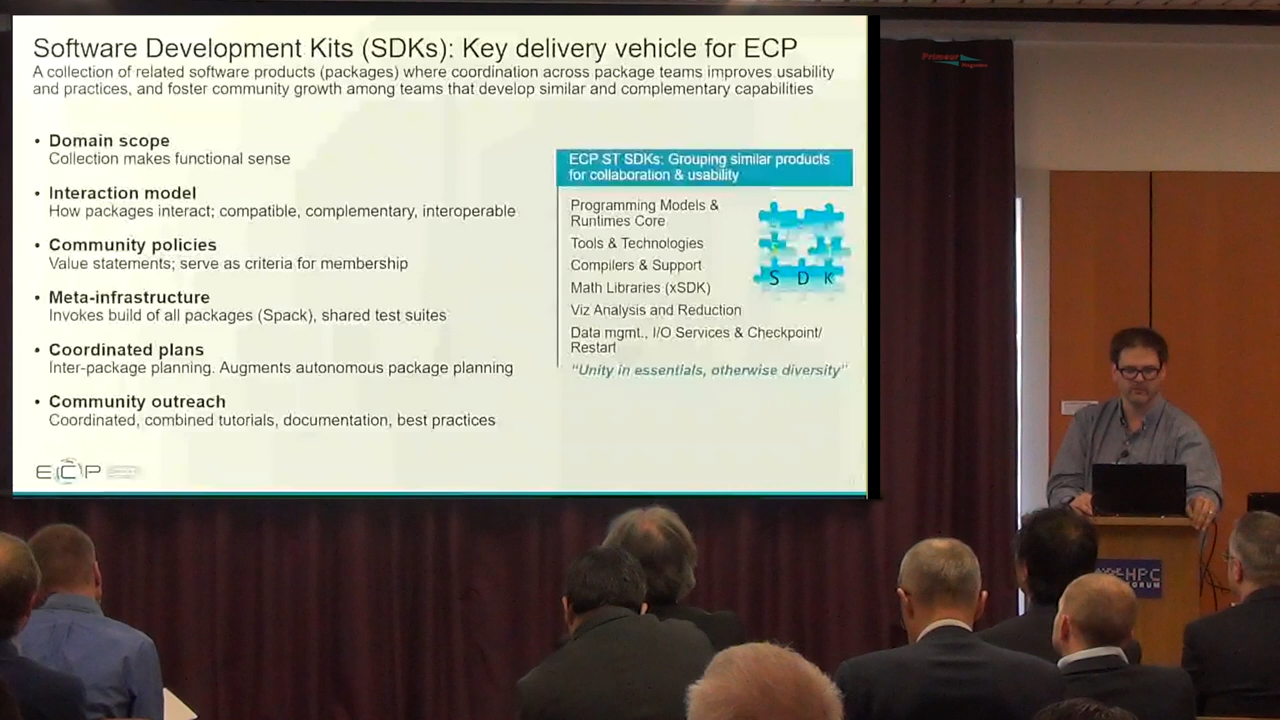 Software Development Kits (SDKs): Key delivery vehicle for ECP
A collection of related software products (packages) where coordination across package teams improves usability
and practices, and foster community growth among teams that develop similar and complementary capabilities
• Domain scope
Collection makes functional sense
• Interaction model
How packages interact; compatible, complementary, interoperable
• Community policies
Value statements; serve as criteria for membership
• Meta-infrastructure
Invokes build of all packages (Spack), shared test suites
• Coordinated plans
Inter-package planning. Augments autonomous package planning
• Community outreach
Coordinated, combined tutorials, documentation, best practices
ECP ST SDKs: Grouping similar products
for collaboration & usability
Programming Models &
Runtimes Core
Tools & Technologies
Compilers & Support
Math Libraries (xSDK)
Viz Analysis and Reduction
Data mgmt., I/O Services & Checkpoint/
Restart
"Unity in essentials, otherwise diversity"
S D K
ECP
Primeur
Magazine
HPC